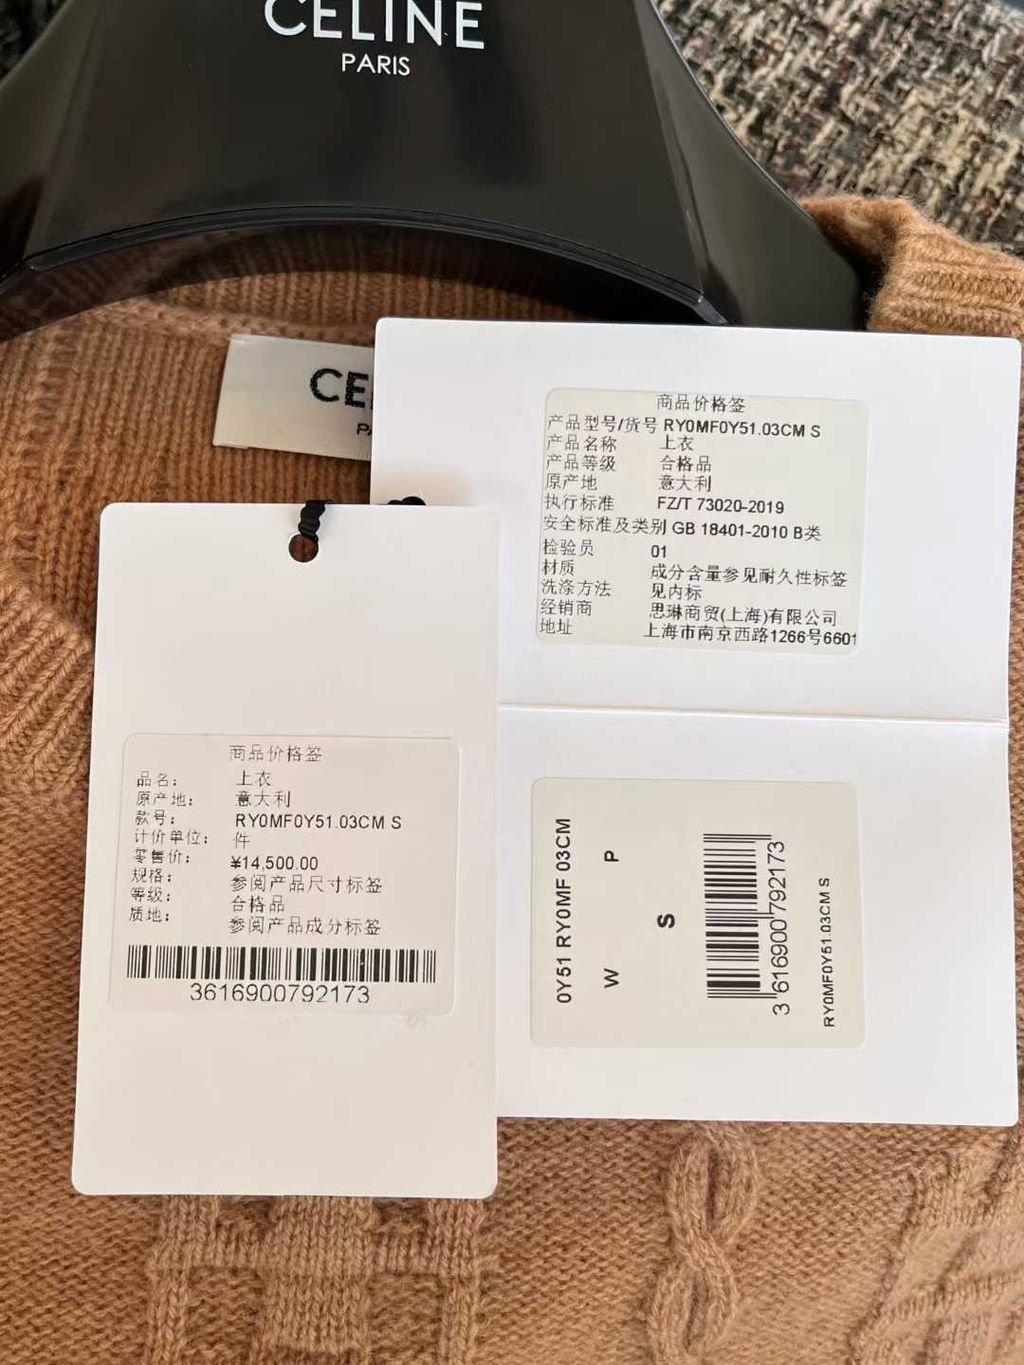 CELINE
PARIS
CE
商品价格签
产品型号/货号 RY0MF0Y51.03CM S
产品名称 上衣
产品等级 合格品
原产地 意大利
执行标准 FZ/T 73020-2019
安全标准及类别 GB 18401-2010 B类
检验员 01
材质 成分含量参见耐久性标签
洗涤方法 见内标
经销商 思琳商贸(上海)有限公司
地址 上海市南京西路1266号6601
商品价格签
品名: 上衣
原产地: 意大利
款号: RY0MF0Y51.03CM S
计价单位: 件
零售价: ¥14,500.00
规格: 参阅产品尺寸标签
等级: 合格品
质地: 参阅产品成分标签
3616900792173
0Y51 RY0MF 03CM
W P
S
3 616900 792173
RY0MF0Y51.03CM S